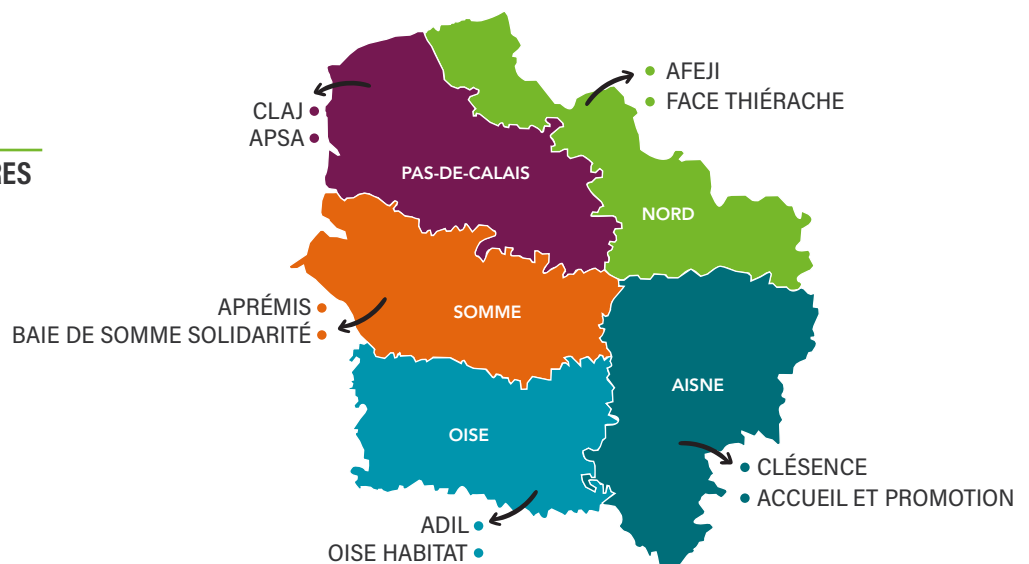 AFEJI
FACE THIÉRACHE
CLAJ
APSA
RES
PAS-DE-CALAIS
NORD
APRÉMIS
BAIE DE SOMME SOLIDARITÉ
SOMME
AISNE
OISE
CLÉSENCE
ACCUEIL ET PROMOTION
ADIL
OISE HABITAT